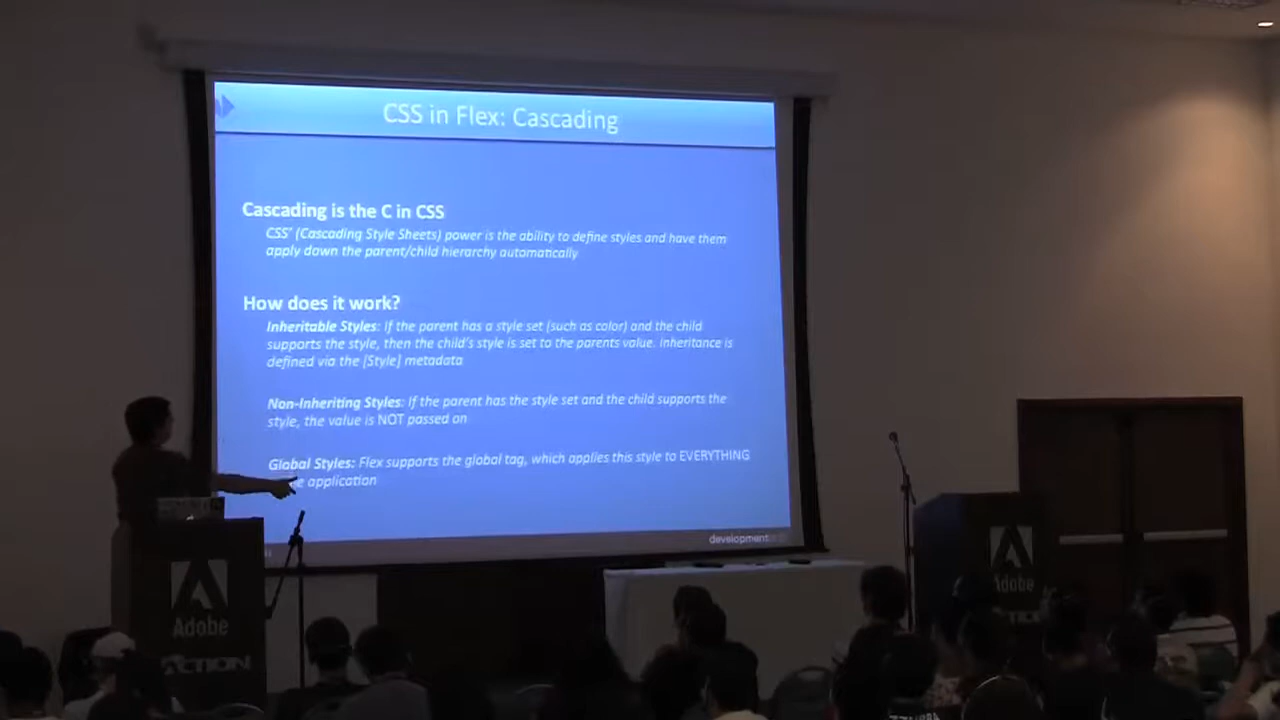 CSS in Flex: Cascading
Cascading is the C in CSS
CSS' (Cascading Style Sheets) power is the ability to define styles and have them
apply down the parent/child hierarchy automatically
How does it work?
Inheritable Styles: If the parent has a style set (such as color) and the child
supports the style, then the child's style is set to the parents value. Inheritance is
defined via the [Style] metadata
Non-Inheriting Styles: If the parent has the style set and the child supports the
style, the value is NOT passed on
Global Styles: Flex supports the global tag, which applies this style to EVERYTHING
application
development
Adobe
Adobe
ACTION